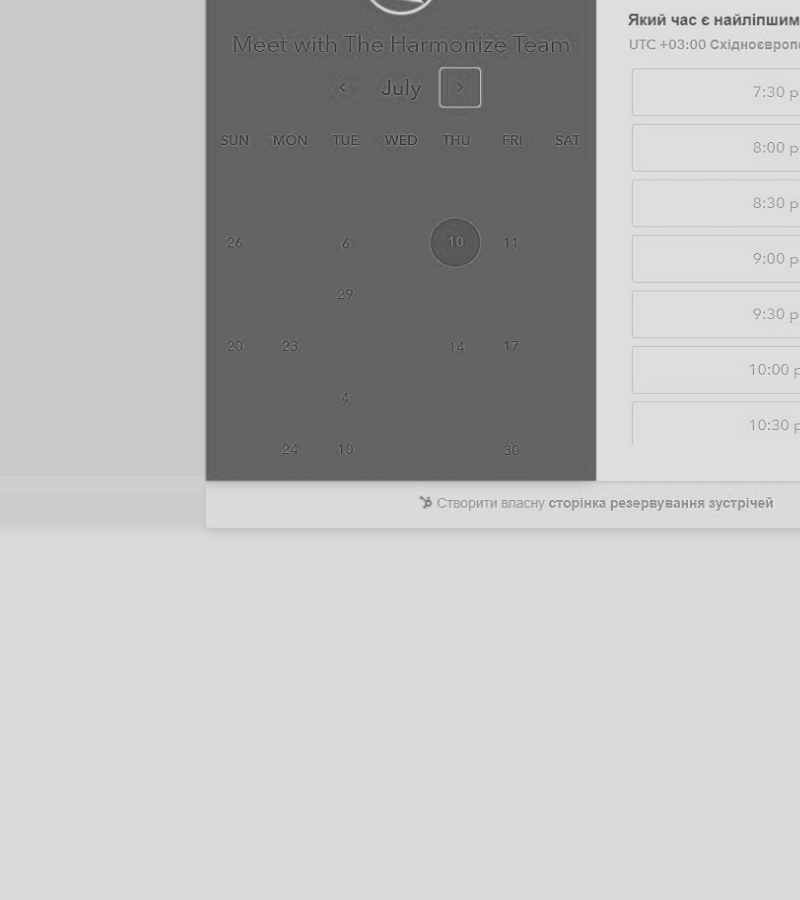 Meet with The Harmonize Team
July
SUN MON TUE WED THU FRI SAT
26 6 10 11
29
20 23 14 17
4
24 10 30
Створити власну сторінка резервування зустрічей
Який час є найліпшим
UTC +03:00 Східноєвропе
7:30 p
8:00 p
8:30 p
9:00 p
9:30 p
10:00 p
10:30 p